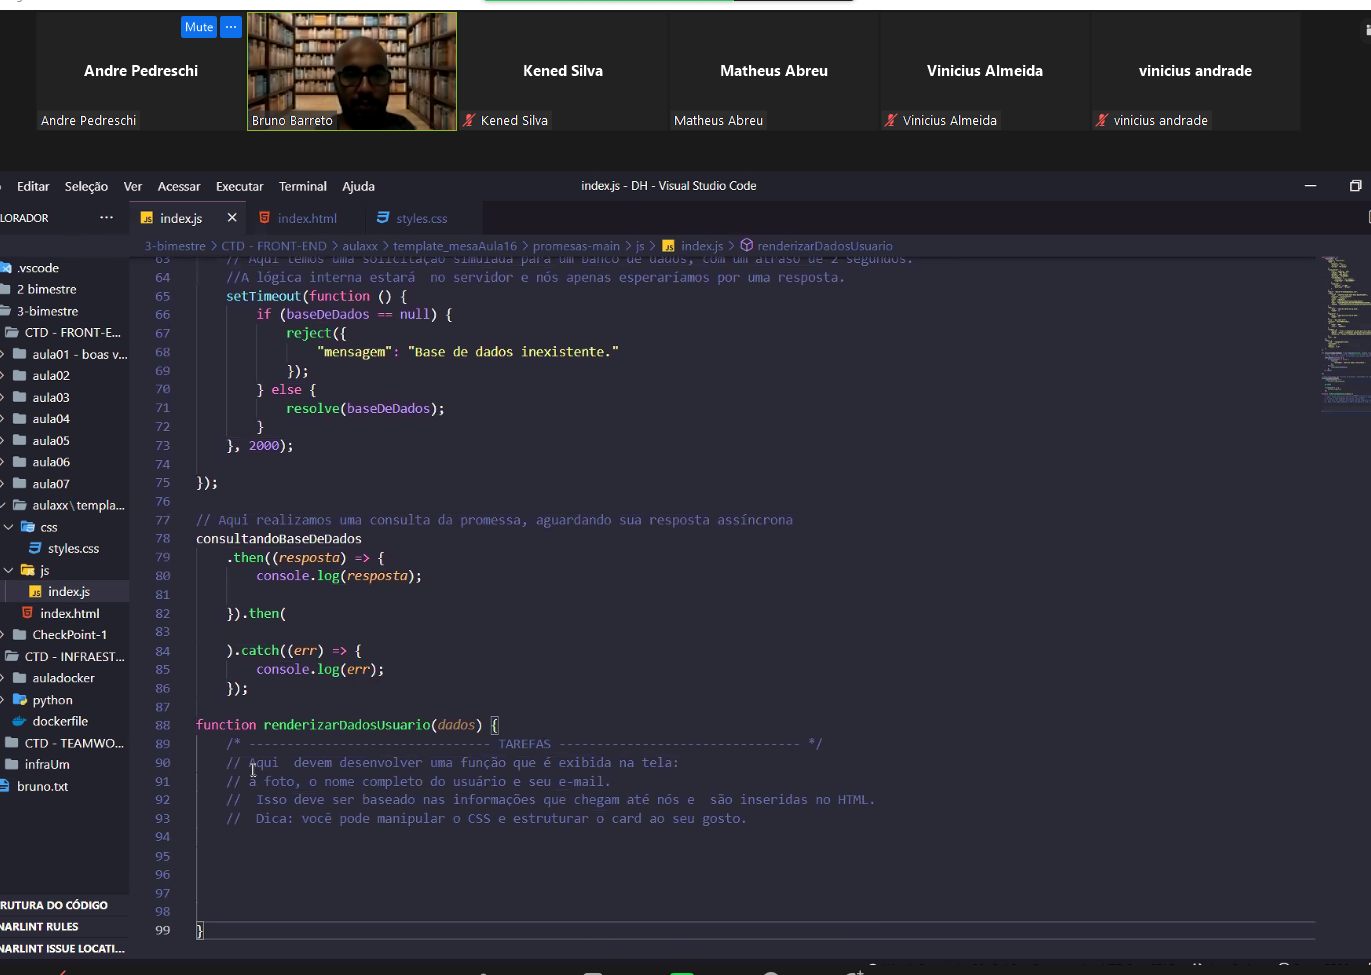 Mute ...
Andre Pedreschi
Kened Silva
Matheus Abreu
Vinicius Almeida
vinicius andrade
Andre Pedreschi
Bruno Barreto
Kened Silva
Matheus Abreu
Vinicius Almeida
vinicius andrade
Editar Seleção Ver Acessar Executar Terminal Ajuda
index.js - DH - Visual Studio Code
LORADOR ...
index.js
index.html
styles.css
3-bimestre > CTD - FRONT-END > aulaxx > template_mesaAula16 > promesas-main > js > index.js > renderizarDadosUsuario
.vscode
2 bimestre
3-bimestre
CTD - FRONT-E...
aula01 - boas v...
aula02
aula03
aula04
aula05
aula06
aula07
aulaxx\templa...
css
styles.css
js
index.js
index.html
CheckPoint-1
CTD - INFRAEST...
auladocker
python
dockerfile
CTD - TEAMWO...
infraUm
bruno.txt
RUTURA DO CÓDIGO
NARLINT RULES
NARLINT ISSUE LOCATI...
63 // Aqui temos uma solicitação simulada para um banco de dados, com um atraso de 2 segundos.
64 //A lógica interna estará  no servidor e nós apenas esperaríamos por uma resposta.
65 setTimeout(function () {
66 if (baseDeDados == null) {
67 reject({
68 "mensagem": "Base de dados inexistente."
69 });
70 } else {
71 resolve(baseDeDados);
72 }
73 }, 2000);
74
75 });
76
77 // Aqui realizamos uma consulta da promessa, aguardando sua resposta assíncrona
78 consultandoBaseDeDados
79 .then((resposta) => {
80 console.log(resposta);
81
82 }).then(
83
84 ).catch((err) => {
85 console.log(err);
86 });
87
88 function renderizarDadosUsuario(dados) {
89 /* -------------------------------- TAREFAS -------------------------------- */
90 // Aqui  devem desenvolver uma função que é exibida na tela:
91 // a foto, o nome completo do usuário e seu e-mail.
92 //  Isso deve ser baseado nas informações que chegam até nós e  são inseridas no HTML.
93 //  Dica: você pode manipular o CSS e estruturar o card ao seu gosto.
94
95
96
97
98
99 }